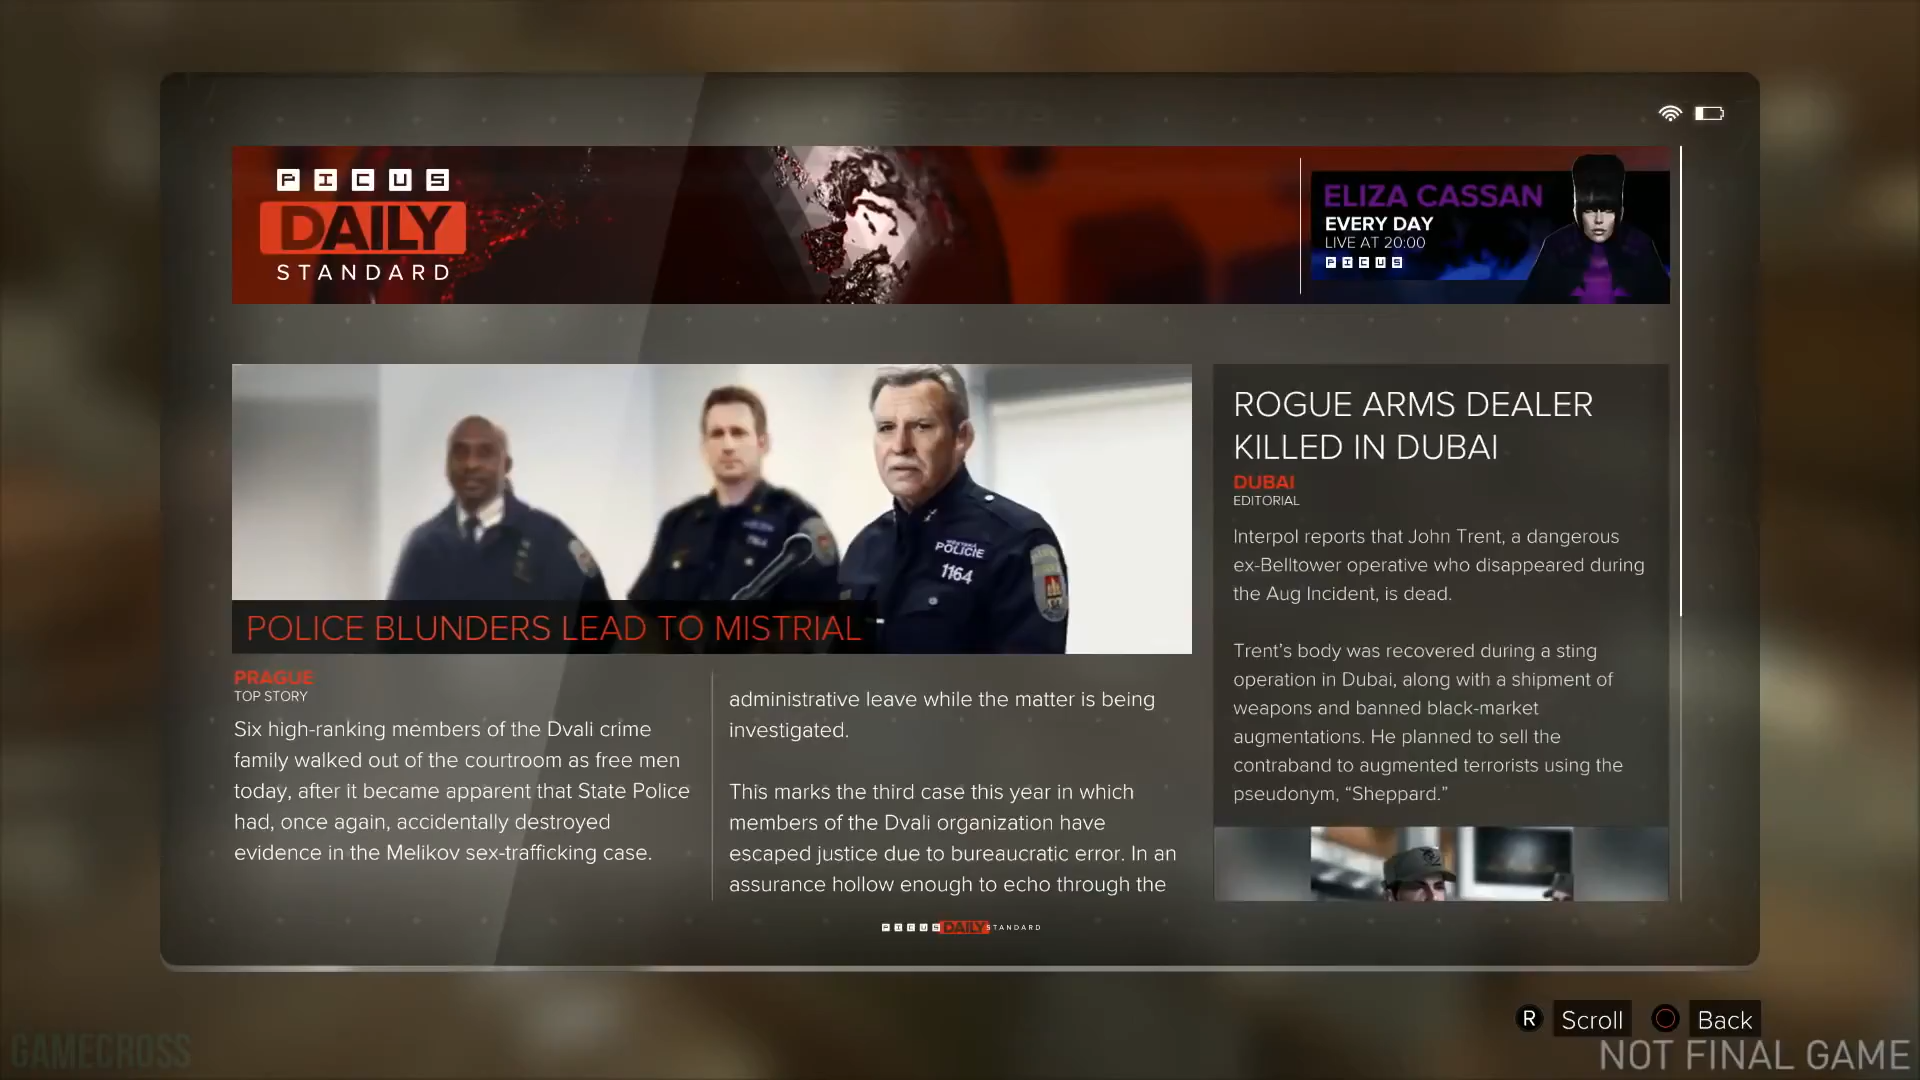 PICUS
DAILY
STANDARD
ELIZA CASSAN
EVERY DAY
LIVE AT 20:00
PICUS
MĚSTSKÁ
POLICIE
1164
POLICE BLUNDERS LEAD TO MISTRIAL
PRAGUE
TOP STORY
Six high-ranking members of the Dvali crime
family walked out of the courtroom as free men
today, after it became apparent that State Police
had, once again, accidentally destroyed
evidence in the Melikov sex-trafficking case.
administrative leave while the matter is being
investigated.
This marks the third case this year in which
members of the Dvali organization have
escaped justice due to bureaucratic error. In an
assurance hollow enough to echo through the
ROGUE ARMS DEALER
KILLED IN DUBAI
DUBAI
EDITORIAL
Interpol reports that John Trent, a dangerous
ex-Belltower operative who disappeared during
the Aug Incident, is dead.
Trent’s body was recovered during a sting
operation in Dubai, along with a shipment of
weapons and banned black-market
augmentations. He planned to sell the
contraband to augmented terrorists using the
pseudonym, “Sheppard.”
PICUS DAILY STANDARD
R Scroll Back
GAMECROSS
NOT FINAL GAME